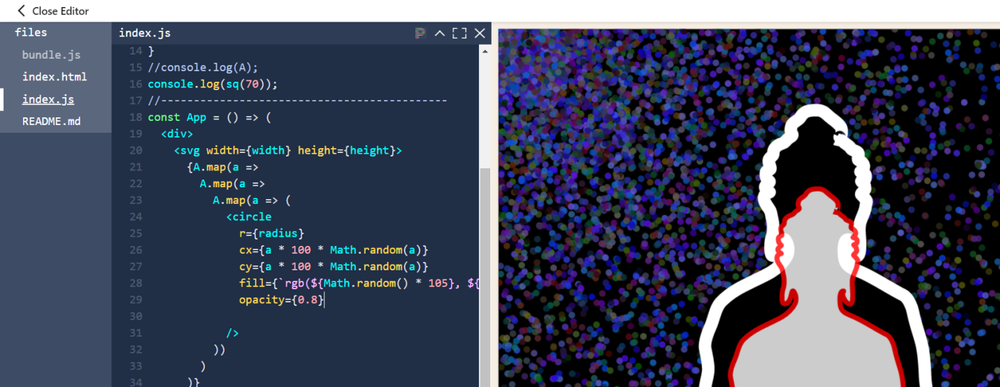 Close Editor
files
bundle.js
index.html
index.js
README.md
index.js
14 }
15 //console.log(A);
16 console.log(sq(70));
17 //--------------------------------------------
18 const App = () => (
19 <div>
20 <svg width={width} height={height}>
21 {A.map(a =>
22 A.map(a =>
23 A.map(a => (
24 <circle
25 r={radius}
26 cx={a * 100 * Math.random(a)}
27 cy={a * 100 * Math.random(a)}
28 fill={`rgb(${Math.random() * 105}, ${
29 opacity={0.8}
30
31 />
32 ))
33 )
34 )}